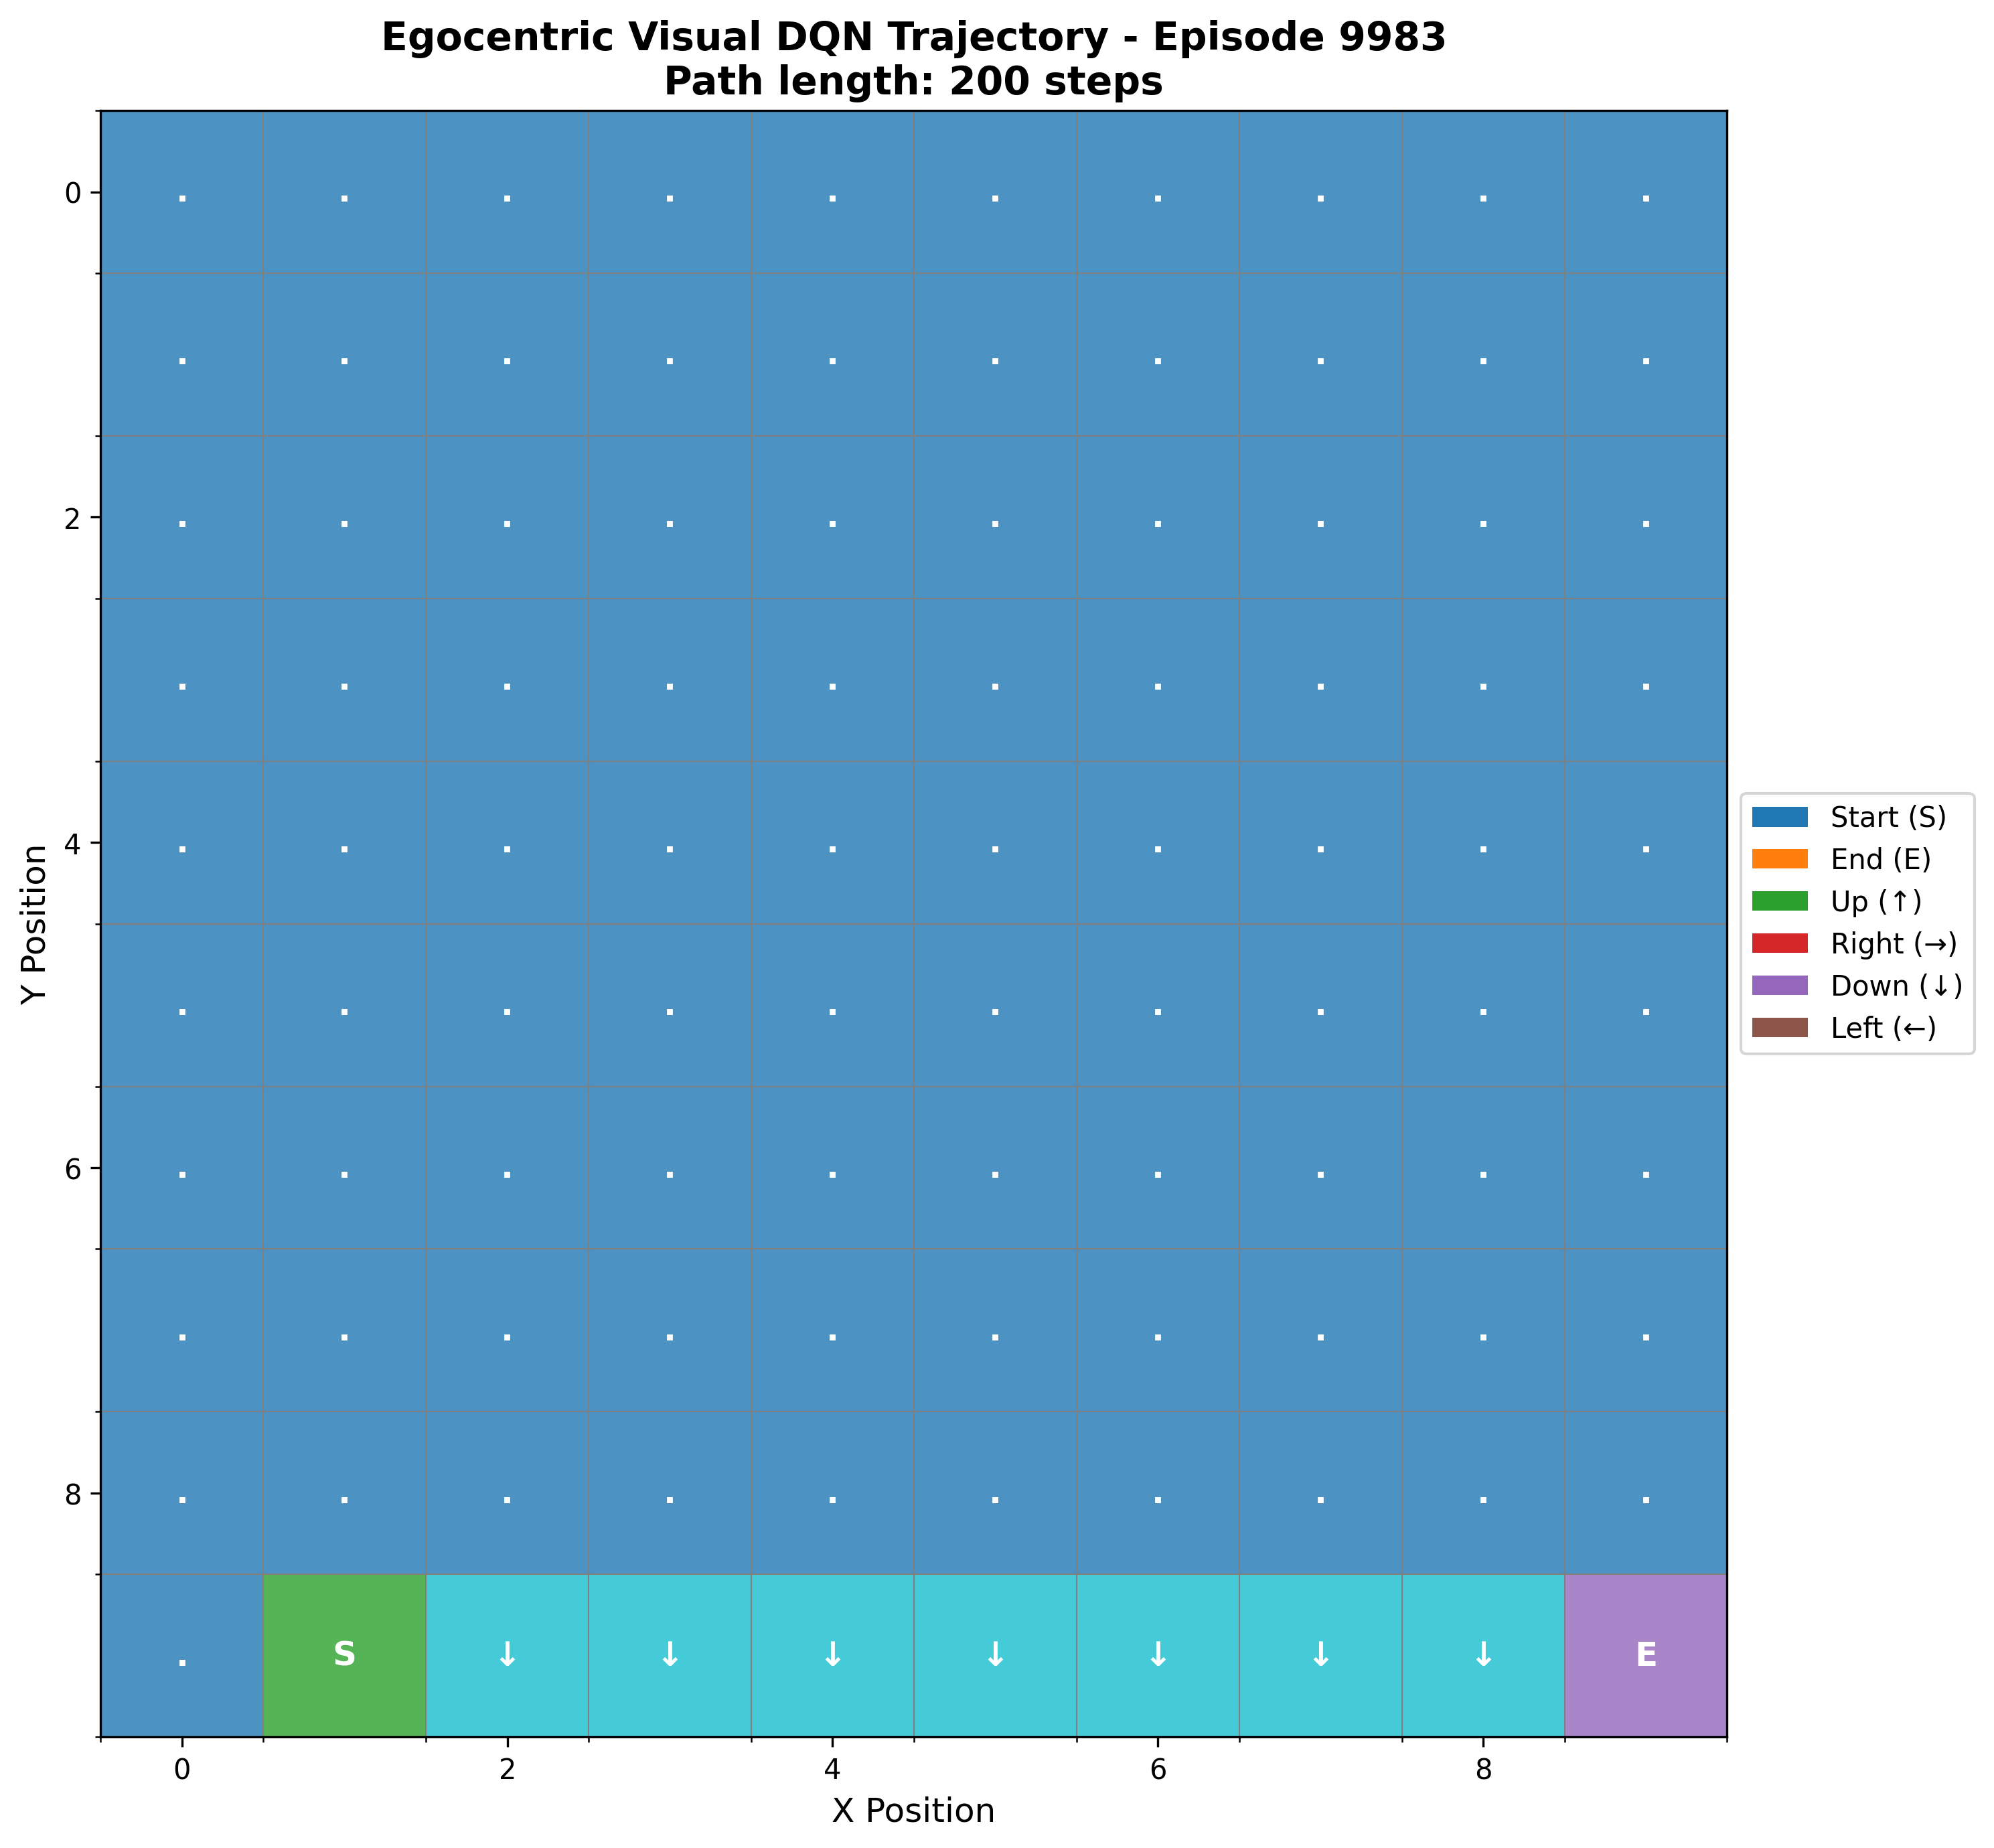 Egocentric Visual DQN Trajectory - Episode 9983
Path length: 200 steps
0
2
4
6
8
Y Position
. . . . . . . . . .
. . . . . . . . . .
. . . . . . . . . .
. . . . . . . . . .
. . . . . . . . . .
. . . . . . . . . .
. . . . . . . . . .
. . . . . . . . . .
. . . . . . . . . .
. S ↓ ↓ ↓ ↓ ↓ ↓ ↓ E
0 2 4 6 8
X Position
Start (S)
End (E)
Up (↑)
Right (→)
Down (↓)
Left (←)